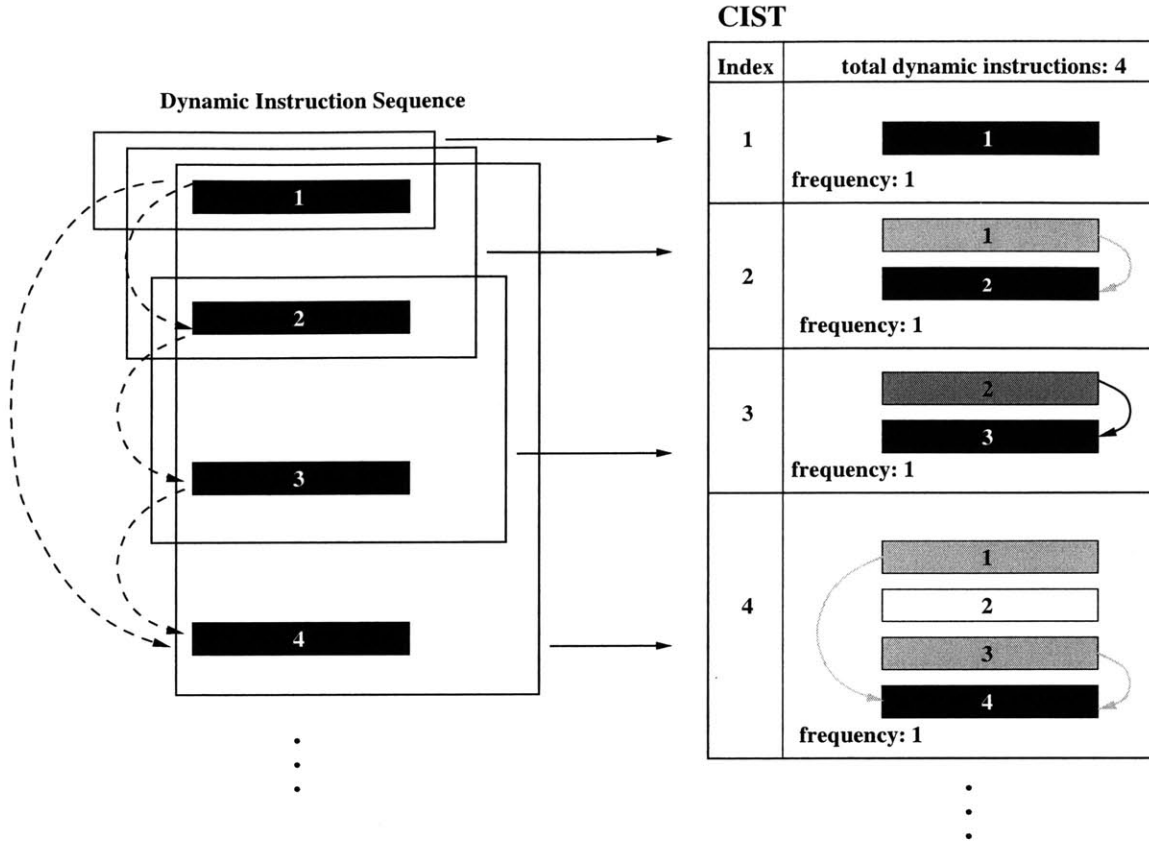 CIST
Index
total dynamic instructions: 4
Dynamic Instruction Sequence
1
2
3
4
1
1
frequency: 1
2
1
2
frequency: 1
3
2
3
frequency: 1
4
1
2
3
4
frequency: 1